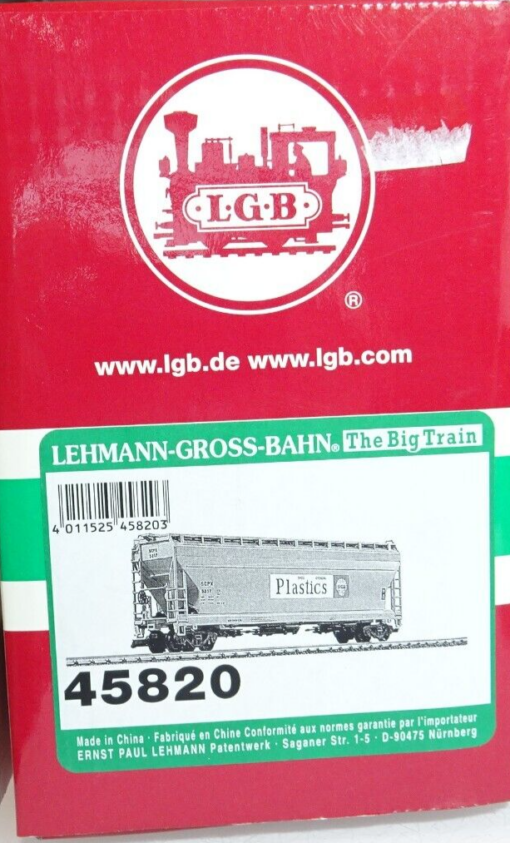 L·G·B
®
www.lgb.de www.lgb.com
LEHMANN-GROSS-BAHN® The Big Train
4 011525 458203
Plastics
45820
Made in China · Fabriqué en Chine Conformité aux normes garantie par l'importateur
ERNST PAUL LEHMANN Patentwerk · Saganer Str. 1-5 · D-90475 Nürnberg